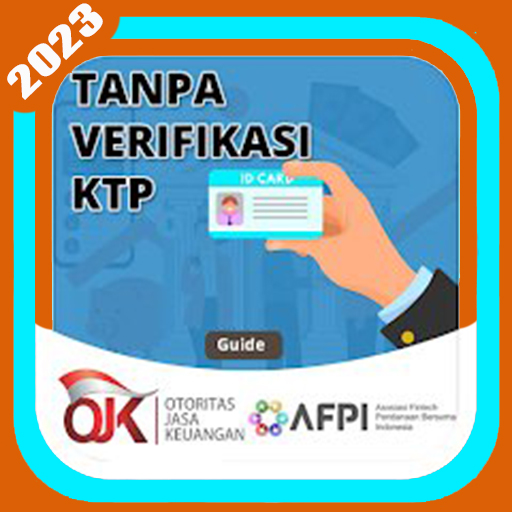 2023
TANPA
VERIFIKASI
KTP
ID CARD
Guide
OJK
OTORITAS
JASA
KEUANGAN
AFPI
Asosiasi Fintech
Pendanaan Bersama
Indonesia